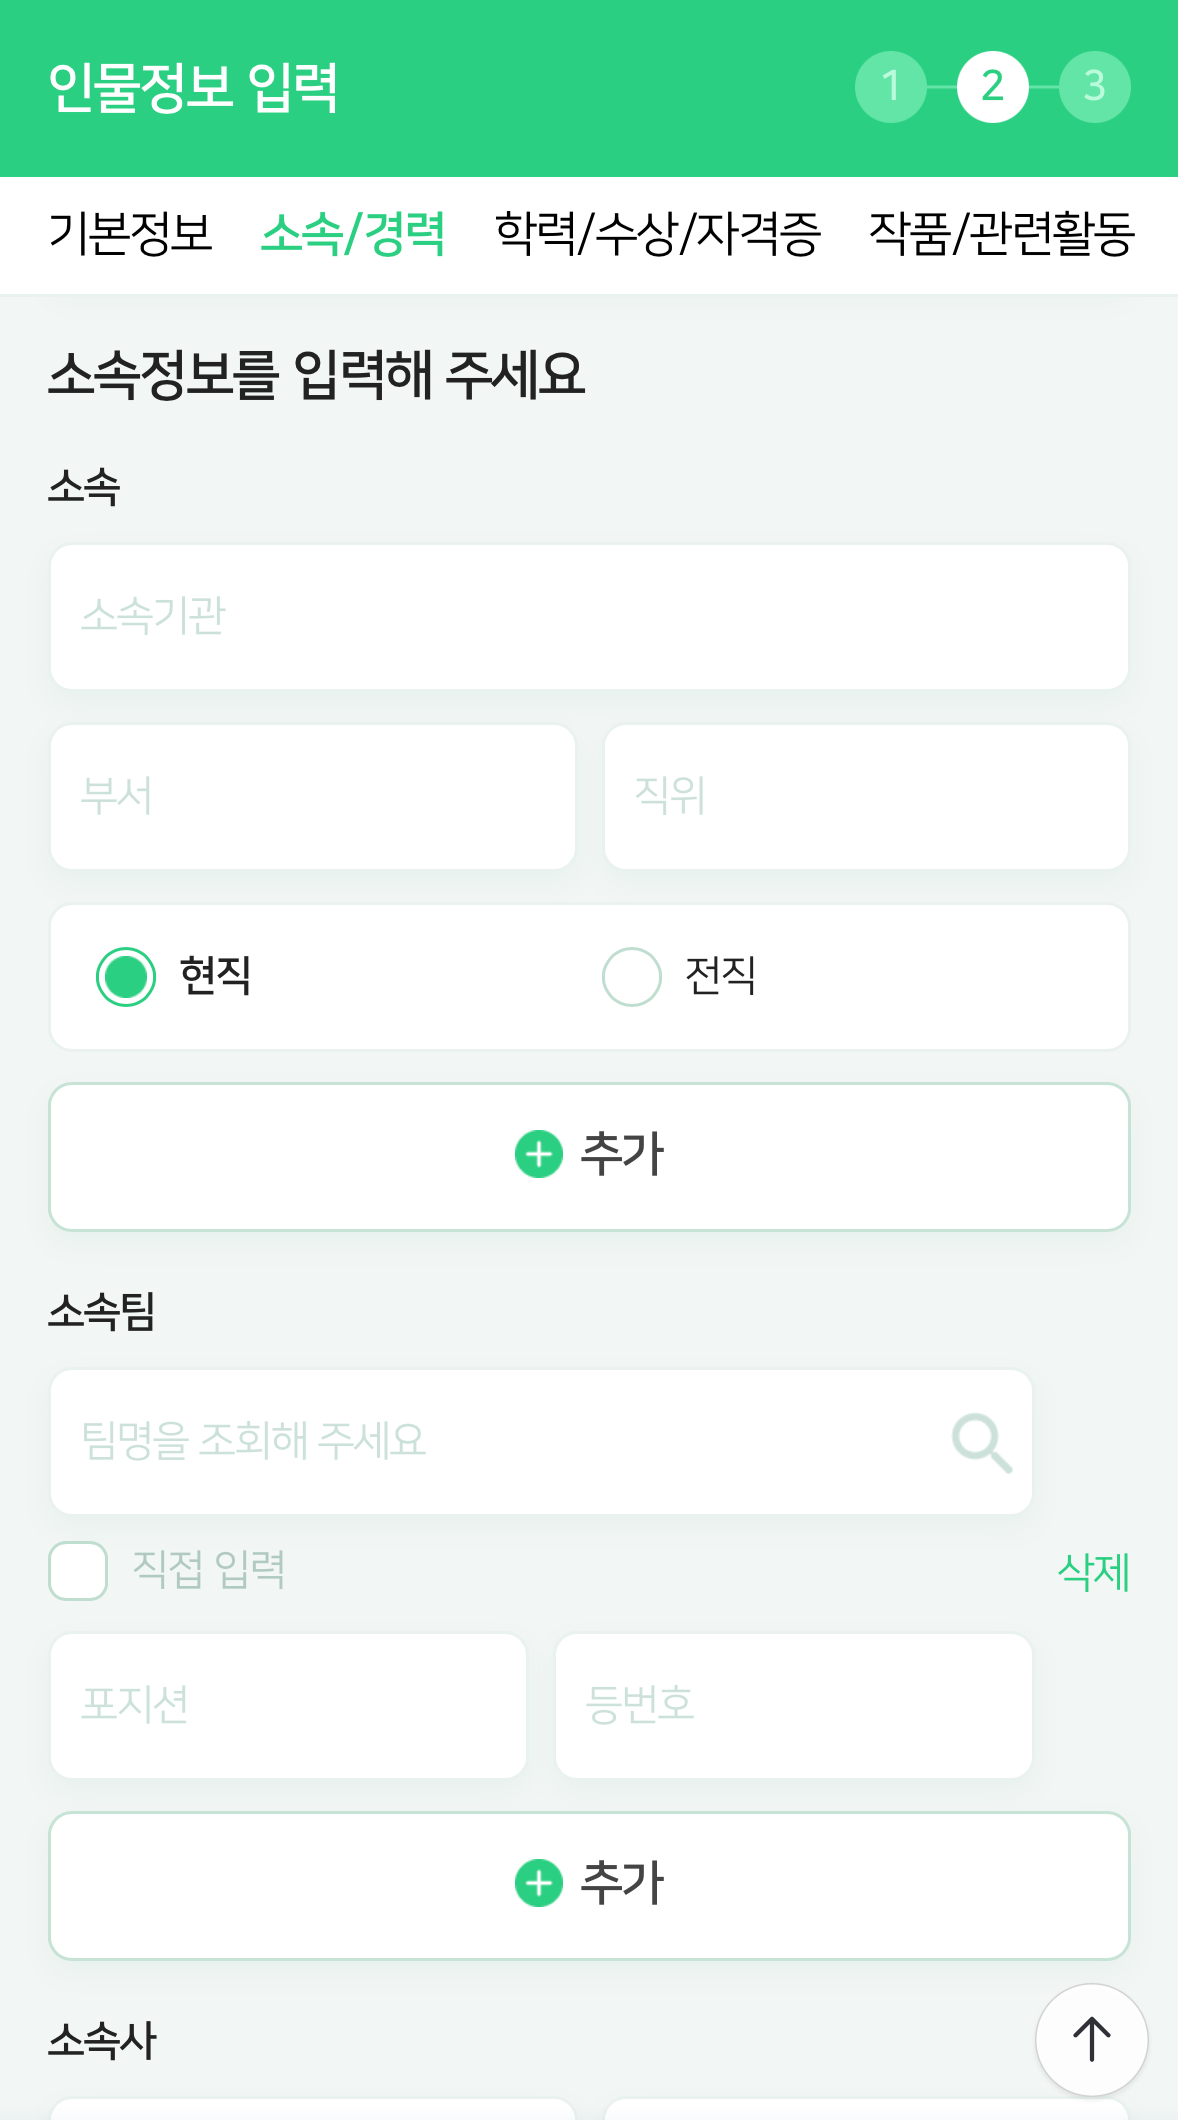 인물정보 입력
1 2 3
기본정보 소속/경력 학력/수상/자격증 작품/관련활동
소속정보를 입력해 주세요
소속
소속기관
부서 직위
현직 전직
추가
소속팀
팀명을 조회해 주세요
직접 입력 삭제
포지션 등번호
추가
소속사